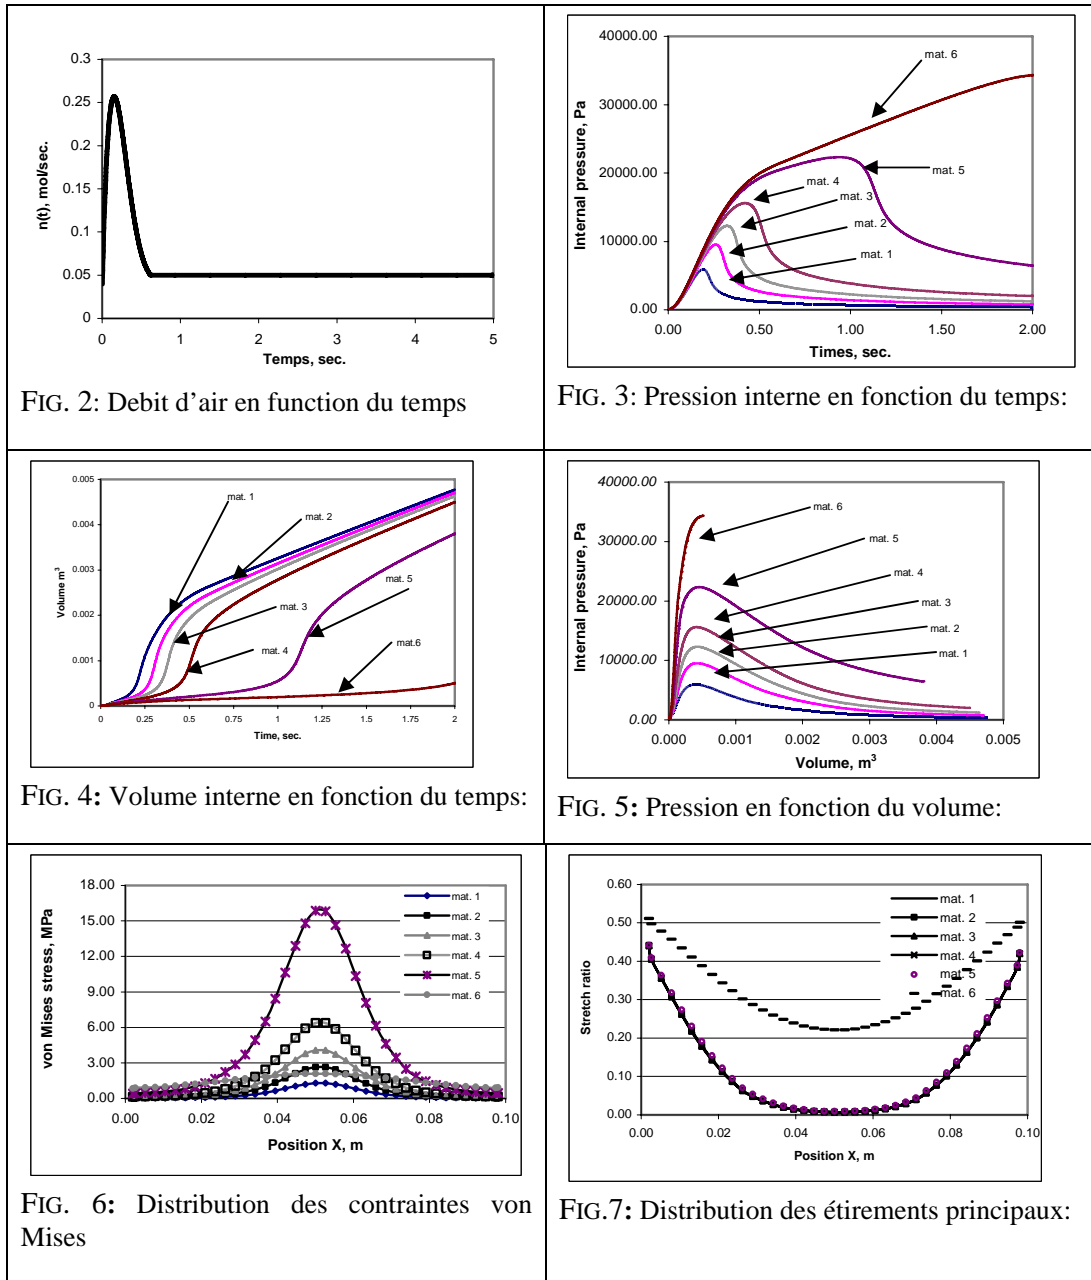 0.3
0.25
0.2
0.15
0.1
0.05
0
η(t), mol/sec.
0 1 2 3 4 5
Temps, sec.
FIG. 2: Debit d'air en function du temps
40000.00
30000.00
20000.00
10000.00
0.00
Internal pressure, Pa
mat. 6
mat. 5
mat. 4
mat. 3
mat. 2
mat. 1
0.00 0.50 1.00 1.50 2.00
Times, sec.
FIG. 3: Pression interne en fonction du temps:
0.005
0.004
0.003
0.002
0.001
0
Volume m³
mat. 1
mat. 2
mat. 5
mat. 3
mat. 4
mat.6
0 0.25 0.5 0.75 1 1.25 1.5 1.75 2
Time, sec.
FIG. 4: Volume interne en fonction du temps:
40000.00
30000.00
20000.00
10000.00
0.00
Internal pressure, Pa
mat. 6
mat. 5
mat. 4
mat. 3
mat. 2
mat. 1
0.000 0.001 0.002 0.003 0.004 0.005
Volume, m³
FIG. 5: Pression en fonction du volume:
18.00
15.00
12.00
9.00
6.00
3.00
0.00
von Mises stress, MPa
mat. 1
mat. 2
mat. 3
mat. 4
mat. 5
mat. 6
0.00 0.02 0.04 0.06 0.08 0.10
Position X, m
FIG. 6: Distribution des contraintes von
Mises
0.60
0.50
0.40
0.30
0.20
0.10
0.00
Stretch ratio
mat. 1
mat. 2
mat. 3
mat. 4
mat. 5
mat. 6
0.00 0.02 0.04 0.06 0.08 0.10
Position X, m
FIG.7: Distribution des étirements principaux: